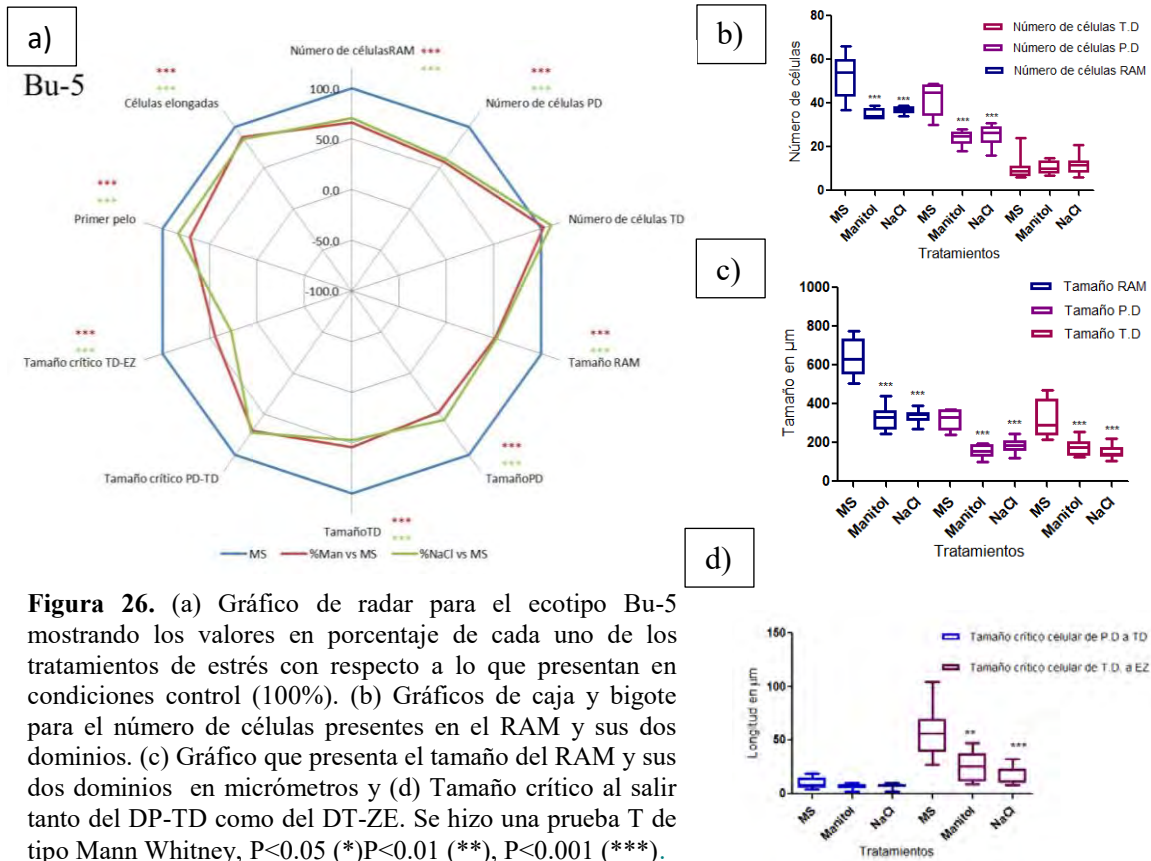 a)
Bu-5
Número de célulasRAM ***
***
*** Número de células PD
***
Número de células TD
***
***
Tamaño RAM
***
***
TamañoPD
TamañoTD ***
***
Tamaño crítico PD-TD
***
***
Tamaño crítico TD-EZ
***
***
Primer pelo
***
***
Células elongadas
100.0
50.0
0.0
-50.0
-100.0
MS %Man vs MS %NaCl vs MS
b)
Número de células
80
60
40
20
0
Número de células T.D
Número de células P.D
Número de células RAM
*** *** *** ***
MS Manitol NaCl MS Manitol NaCl MS Manitol NaCl
Tratamientos
c)
Tamaño en µm
1000
800
600
400
200
0
Tamaño RAM
Tamaño P.D
Tamaño T.D
*** *** *** *** *** ***
MS Manitol NaCl MS Manitol NaCl MS Manitol NaCl
Tratamientos
d)
Longitud en µm
150
100
50
0
Tamaño crítico celular de P.D a TD
Tamaño crítico celular de T.D. a EZ
** ***
MS Manitol NaCl MS Manitol NaCl
Tratamientos
Figura 26. (a) Gráfico de radar para el ecotipo Bu-5
mostrando los valores en porcentaje de cada uno de los
tratamientos de estrés con respecto a lo que presentan en
condiciones control (100%). (b) Gráficos de caja y bigote
para el número de células presentes en el RAM y sus dos
dominios. (c) Gráfico que presenta el tamaño del RAM y sus
dos dominios en micrómetros y (d) Tamaño crítico al salir
tanto del DP-TD como del DT-ZE. Se hizo una prueba T de
tipo Mann Whitney, P<0.05 (*)P<0.01 (**), P<0.001 (***).